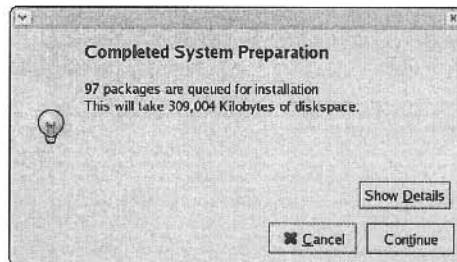 Completed System Preparation
97 packages are queued for installation
This will take 309,004 Kilobytes of diskspace.
Show Details
Cancel
Continue